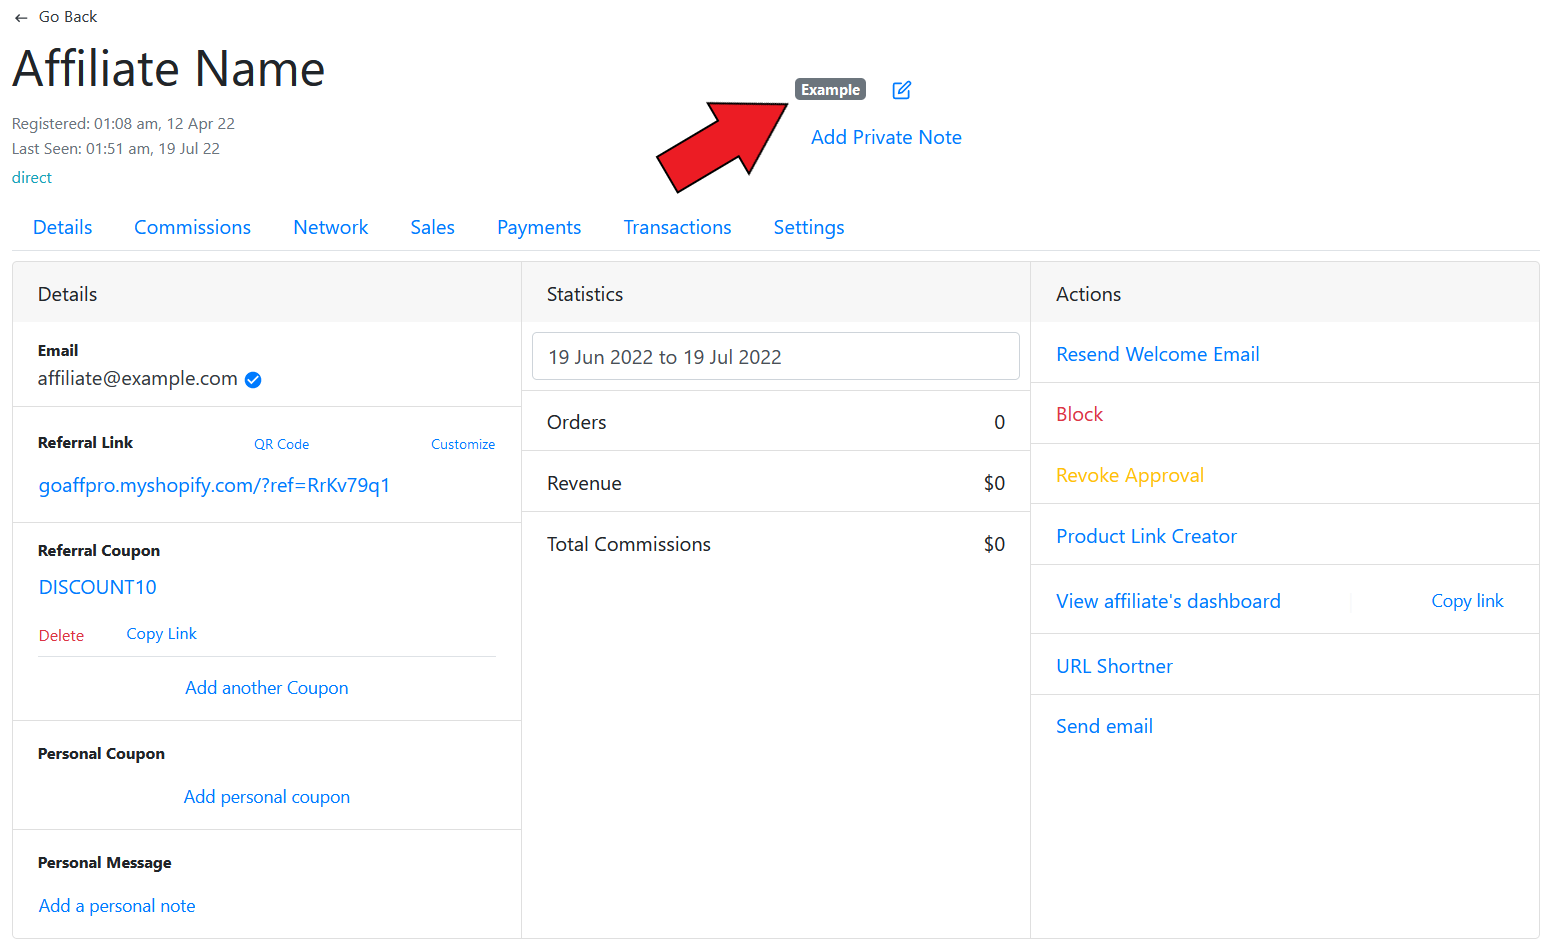 ← Go Back
Affiliate Name
Example
Registered: 01:08 am, 12 Apr 22
Add Private Note
Last Seen: 01:51 am, 19 Jul 22
direct
Details Commissions Network Sales Payments Transactions Settings
Details
Email
affiliate@example.com
Referral Link QR Code Customize
goaffpro.myshopify.com/?ref=RrKv79q1
Referral Coupon
DISCOUNT10
Delete Copy Link
Add another Coupon
Personal Coupon
Add personal coupon
Personal Message
Add a personal note
Statistics
19 Jun 2022 to 19 Jul 2022
Orders 0
Revenue $0
Total Commissions $0
Actions
Resend Welcome Email
Block
Revoke Approval
Product Link Creator
View affiliate's dashboard Copy link
URL Shortner
Send email